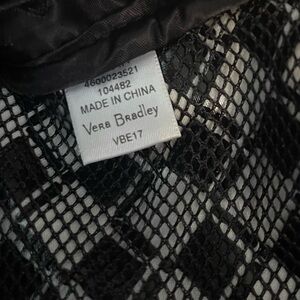 4600023521
104482
MADE IN CHINA
Vera Bradley
VBE17